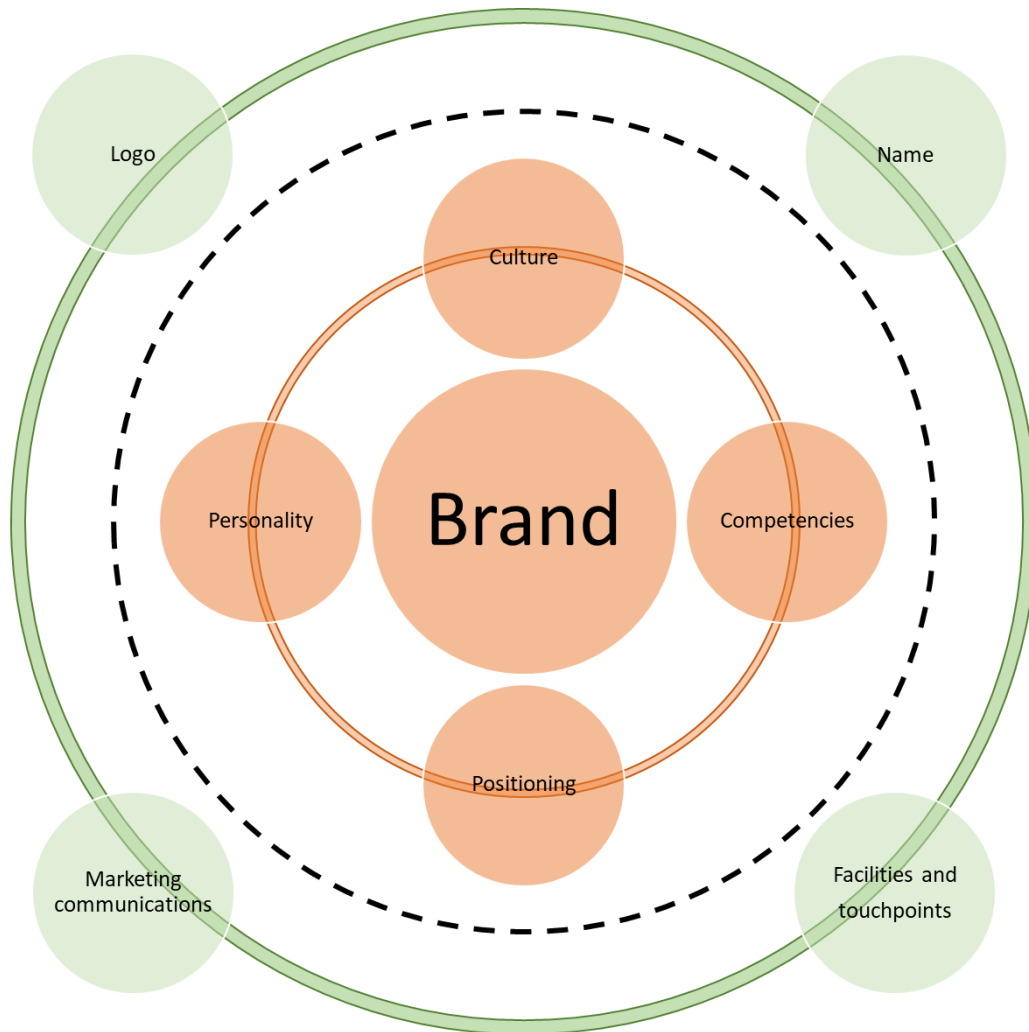 Logo
Name
Culture
Personality
Brand
Competencies
Positioning
Marketing
communications
Facilities and
touchpoints